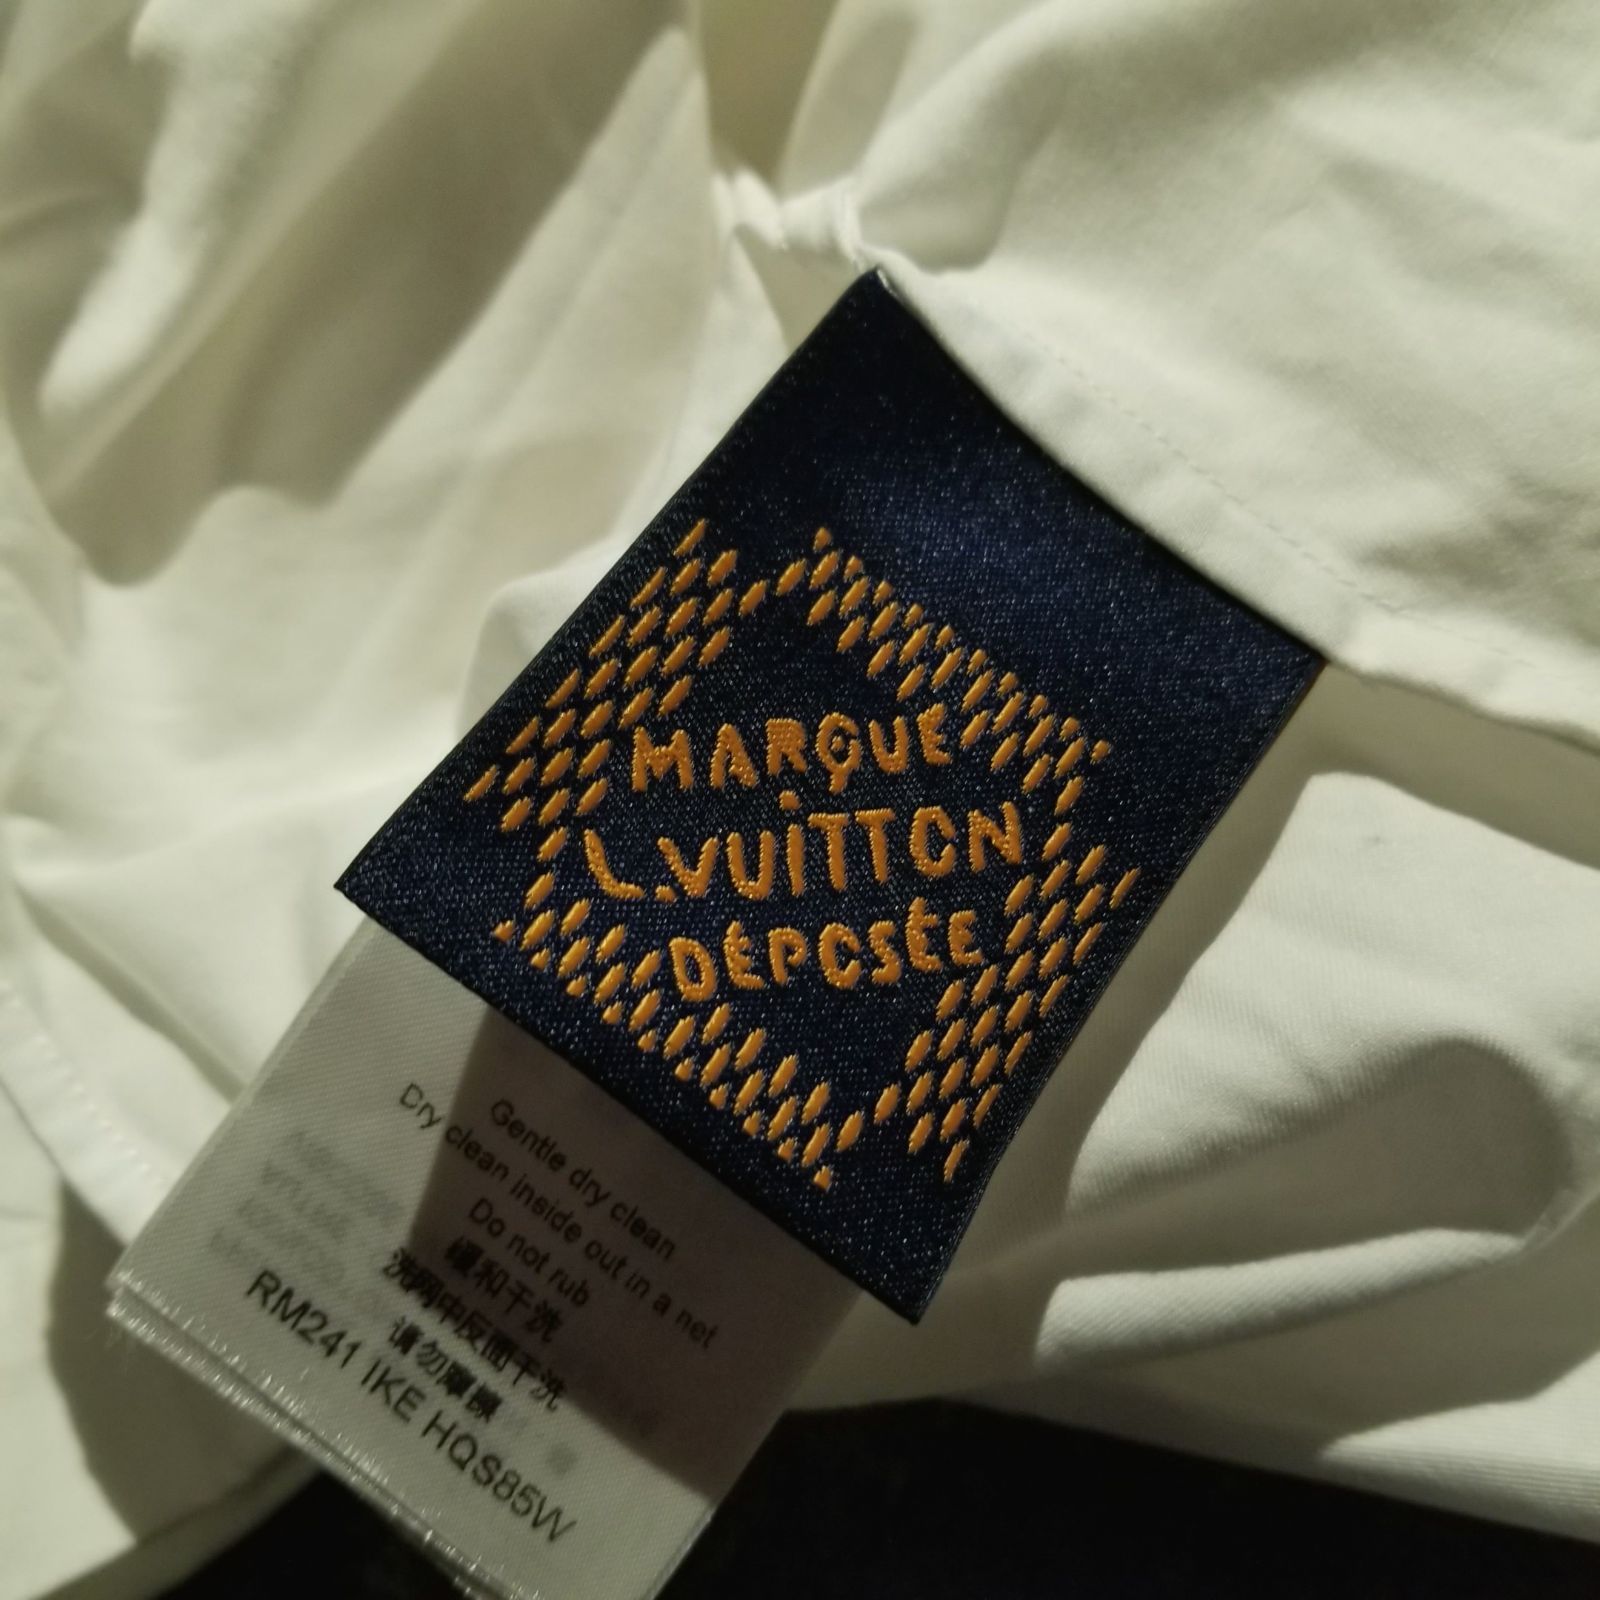 MARQUE
L.VUITTON
DÉPOSÉE
Gentle dry clean
Dry clean inside out in a net
Do not rub
缓和干洗
洗网中反面干洗
请勿摩擦
RM241 IKE HQS85W